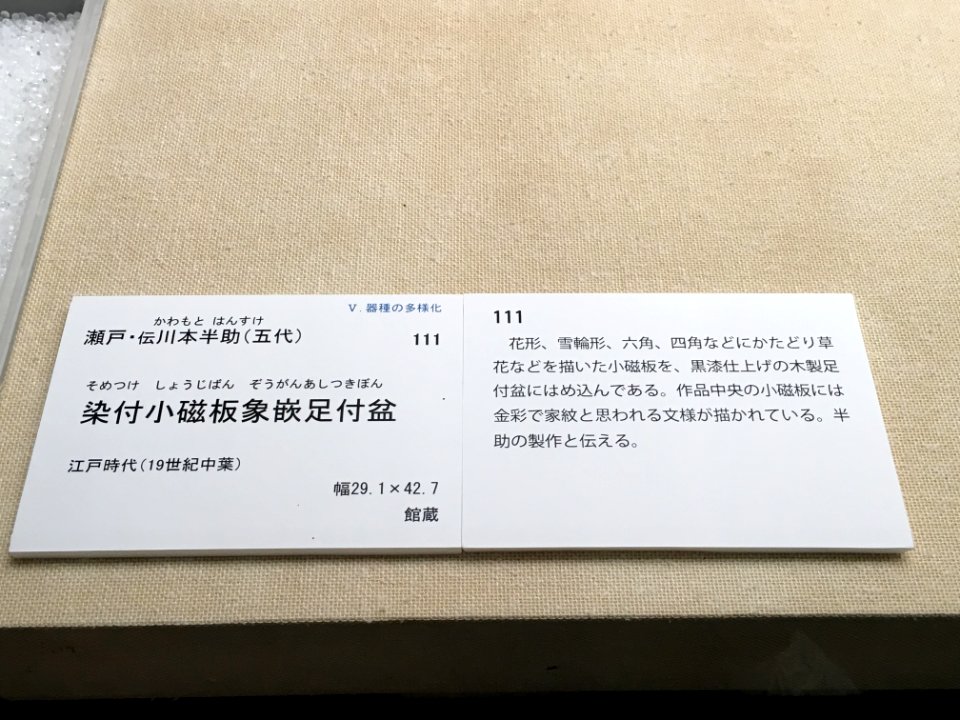 Ⅴ.器種の多様化
かわもと はんすけ
瀬戸・伝川本半助(五代)
111
そめつけ しょうじばん ぞうがんあしつきぼん
染付小磁板象嵌足付盆
江戸時代(19世紀中葉)
幅29.1×42.7
館蔵
111
花形、雪輪形、六角、四角などにかたどり草
花などを描いた小磁板を、黒漆仕上げの木製足
付盆にはめ込んである。作品中央の小磁板には
金彩で家紋と思われる文様が描かれている。半
助の製作と伝える。